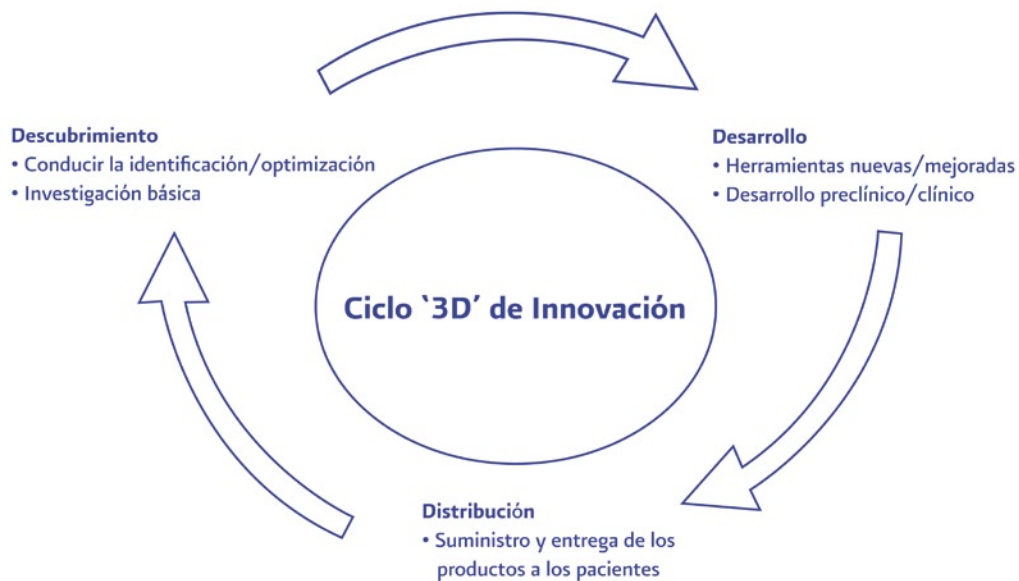 Descubrimiento
• Conducir la identificación/optimización
• Investigación básica
Desarrollo
• Herramientas nuevas/mejoradas
• Desarrollo preclínico/clínico
Ciclo ‵3D′ de Innovación
Distribución
• Suministro y entrega de los
productos a los pacientes